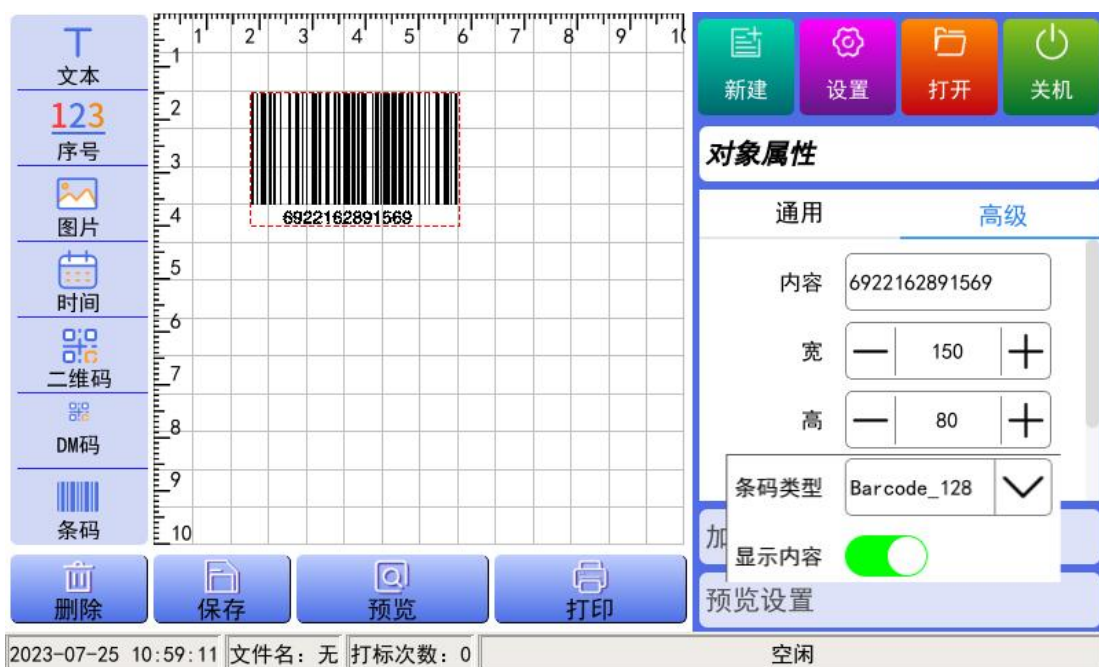 文本
123
序号
图片
时间
二维码
DM码
条码
1 2 3 4 5 6 7 8 9
1
2
3
4
5
6
7
8
9
10
6922162891569
新建 设置 打开 关机
对象属性
通用 高级
内容 6922162891569
宽 150
高 80
条码类型 Barcode_128
显示内容
预览设置
删除 保存 预览 打印
2023-07-25 10:59:11 文件名: 无 打标次数: 0 空闲